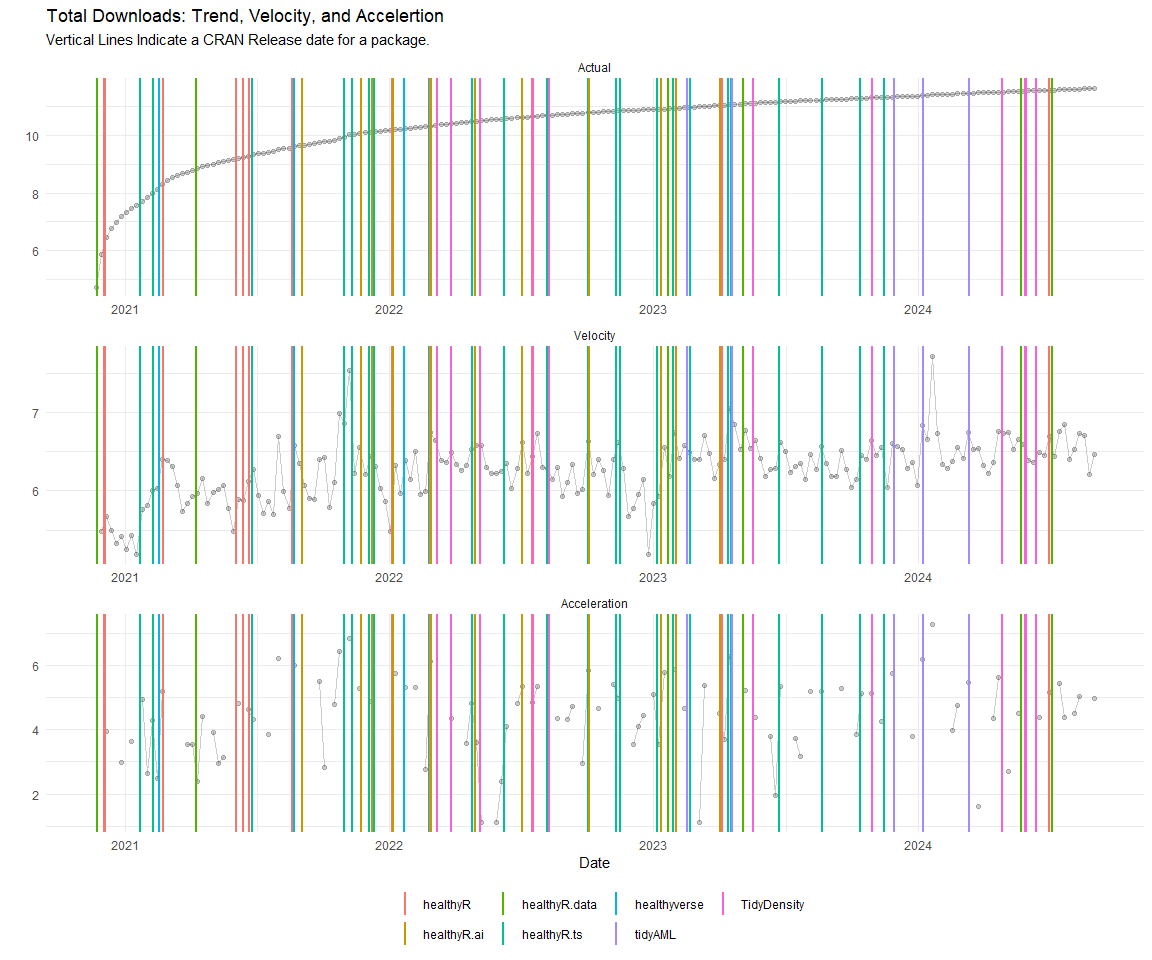 Total Downloads: Trend, Velocity, and Accelertion
Vertical Lines Indicate a CRAN Release date for a package.
Actual
10
8
6
2021 2022 2023 2024
Velocity
7
6
2021 2022 2023 2024
Acceleration
6
4
2
2021 2022 2023 2024
Date
healthyR healthyR.data healthyverse TidyDensity
healthyR.ai healthyR.ts tidyAML